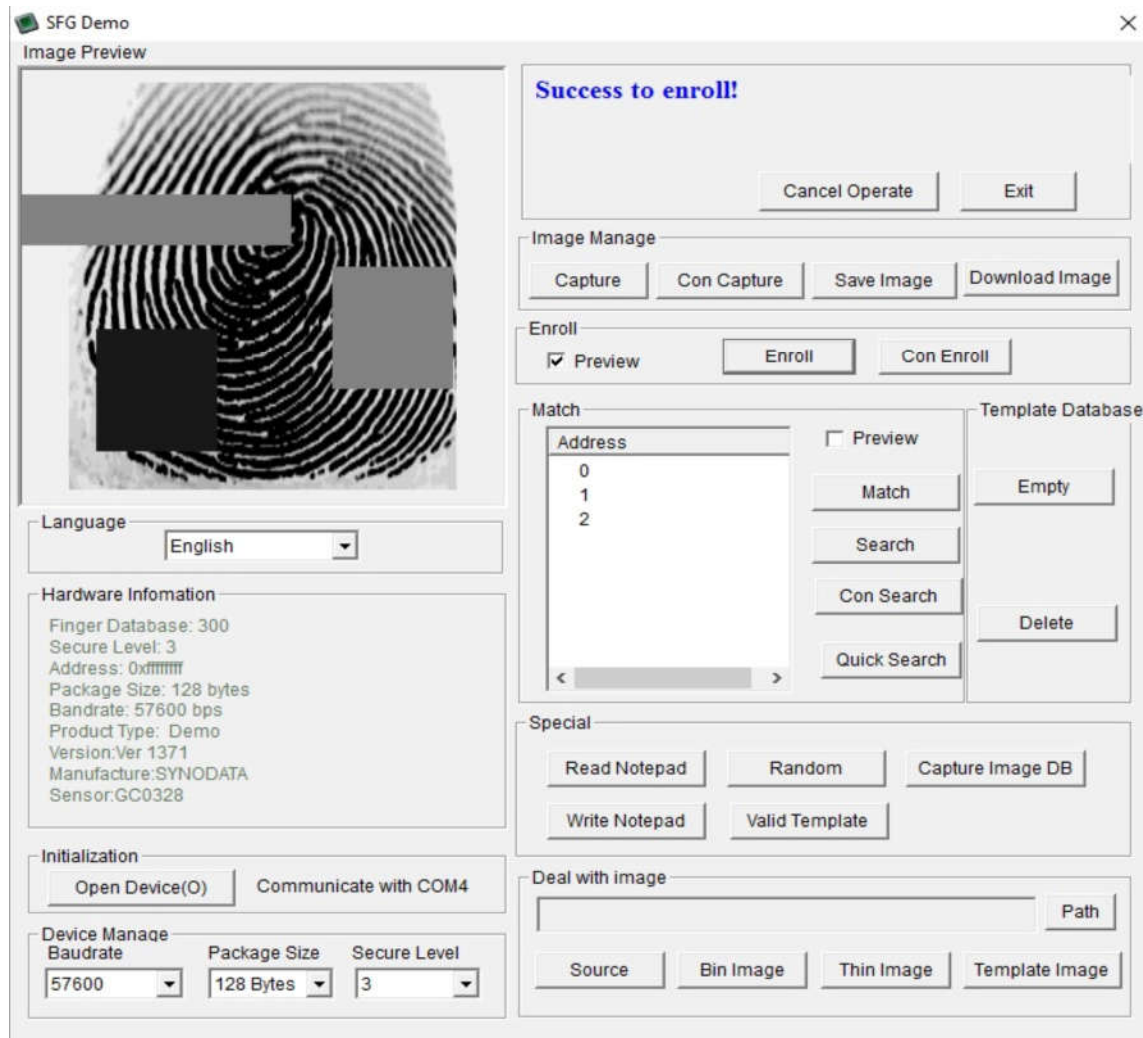 SFG Demo
Image Preview
Success to enroll!
Cancel Operate
Exit
Image Manage
Capture
Con Capture
Save Image
Download Image
Enroll
Preview
Enroll
Con Enroll
Match
Address
0
1
2
Preview
Match
Search
Con Search
Quick Search
Template Database
Empty
Delete
Language
English
Hardware Infomation
Finger Database: 300
Secure Level: 3
Address: 0xffffffff
Package Size: 128 bytes
Bandrate: 57600 bps
Product Type: Demo
Version:Ver 1371
Manufacture:SYNODATA
Sensor:GC0328
Initialization
Open Device(O)
Communicate with COM4
Device Manage
Baudrate
Package Size
Secure Level
57600
128 Bytes
3
Special
Read Notepad
Random
Capture Image DB
Write Notepad
Valid Template
Deal with image
Path
Source
Bin Image
Thin Image
Template Image